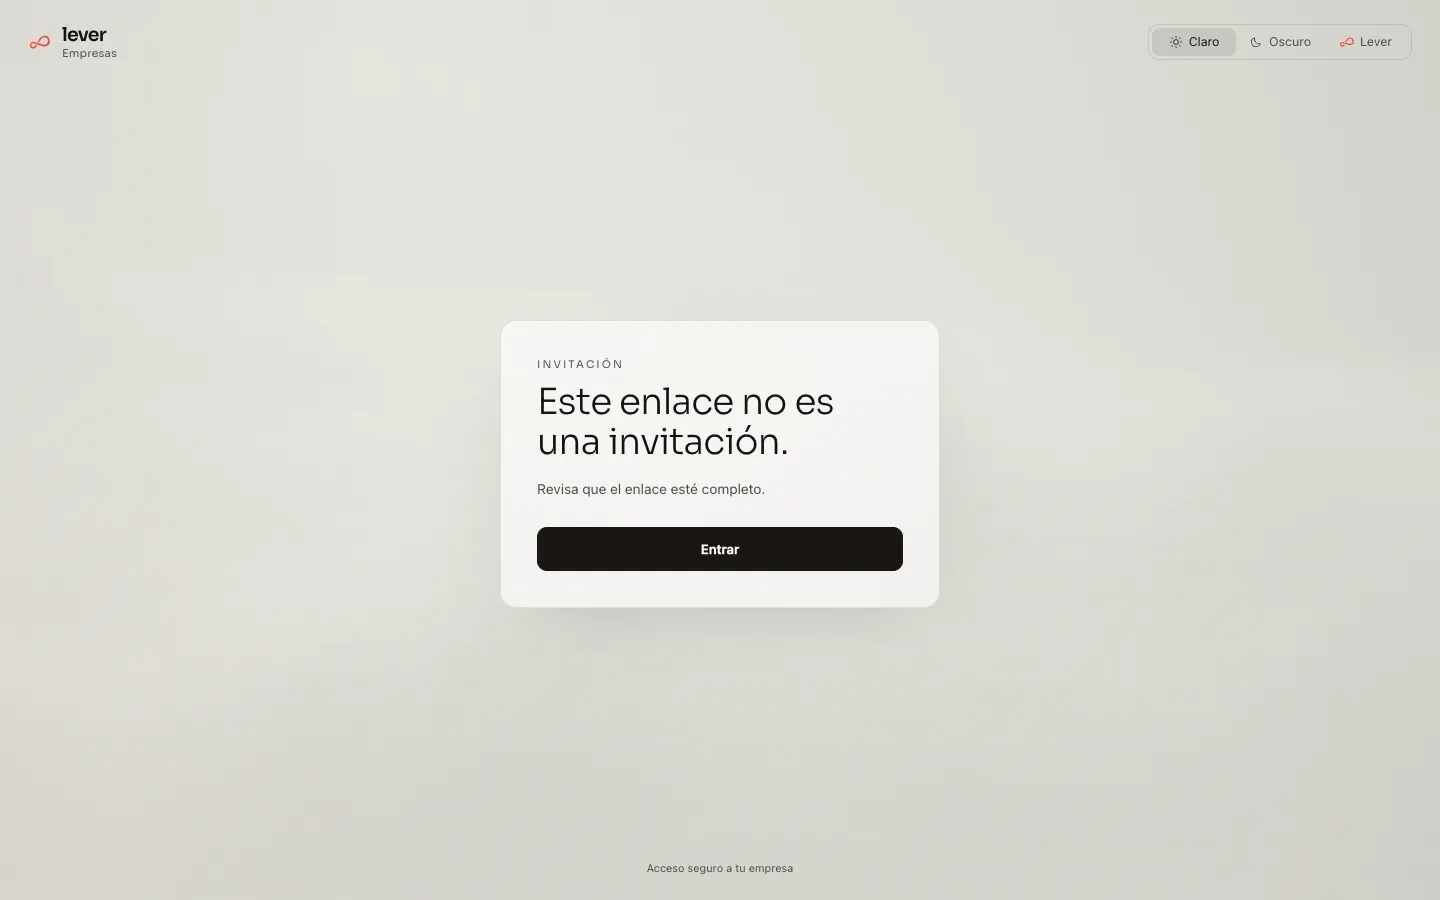 lever
Empresas
Claro
Oscuro
Lever
INVITACIÓN
Este enlace no es
una invitación.
Revisa que el enlace esté completo.
Entrar
Acceso seguro a tu empresa